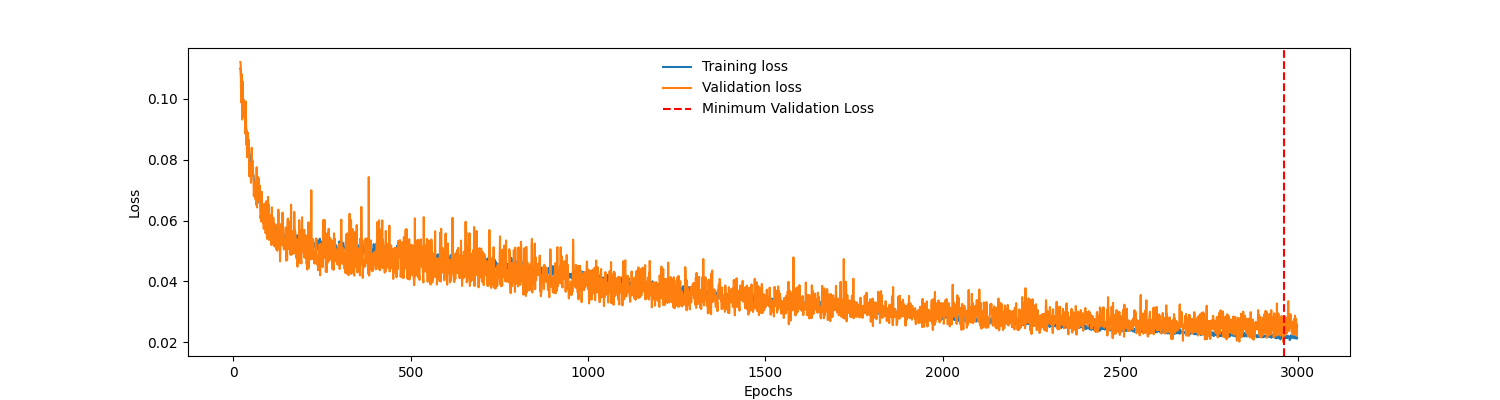 Training loss
Validation loss
Minimum Validation Loss
Loss
0.10
0.08
0.06
0.04
0.02
0 500 1000 1500 2000 2500 3000
Epochs